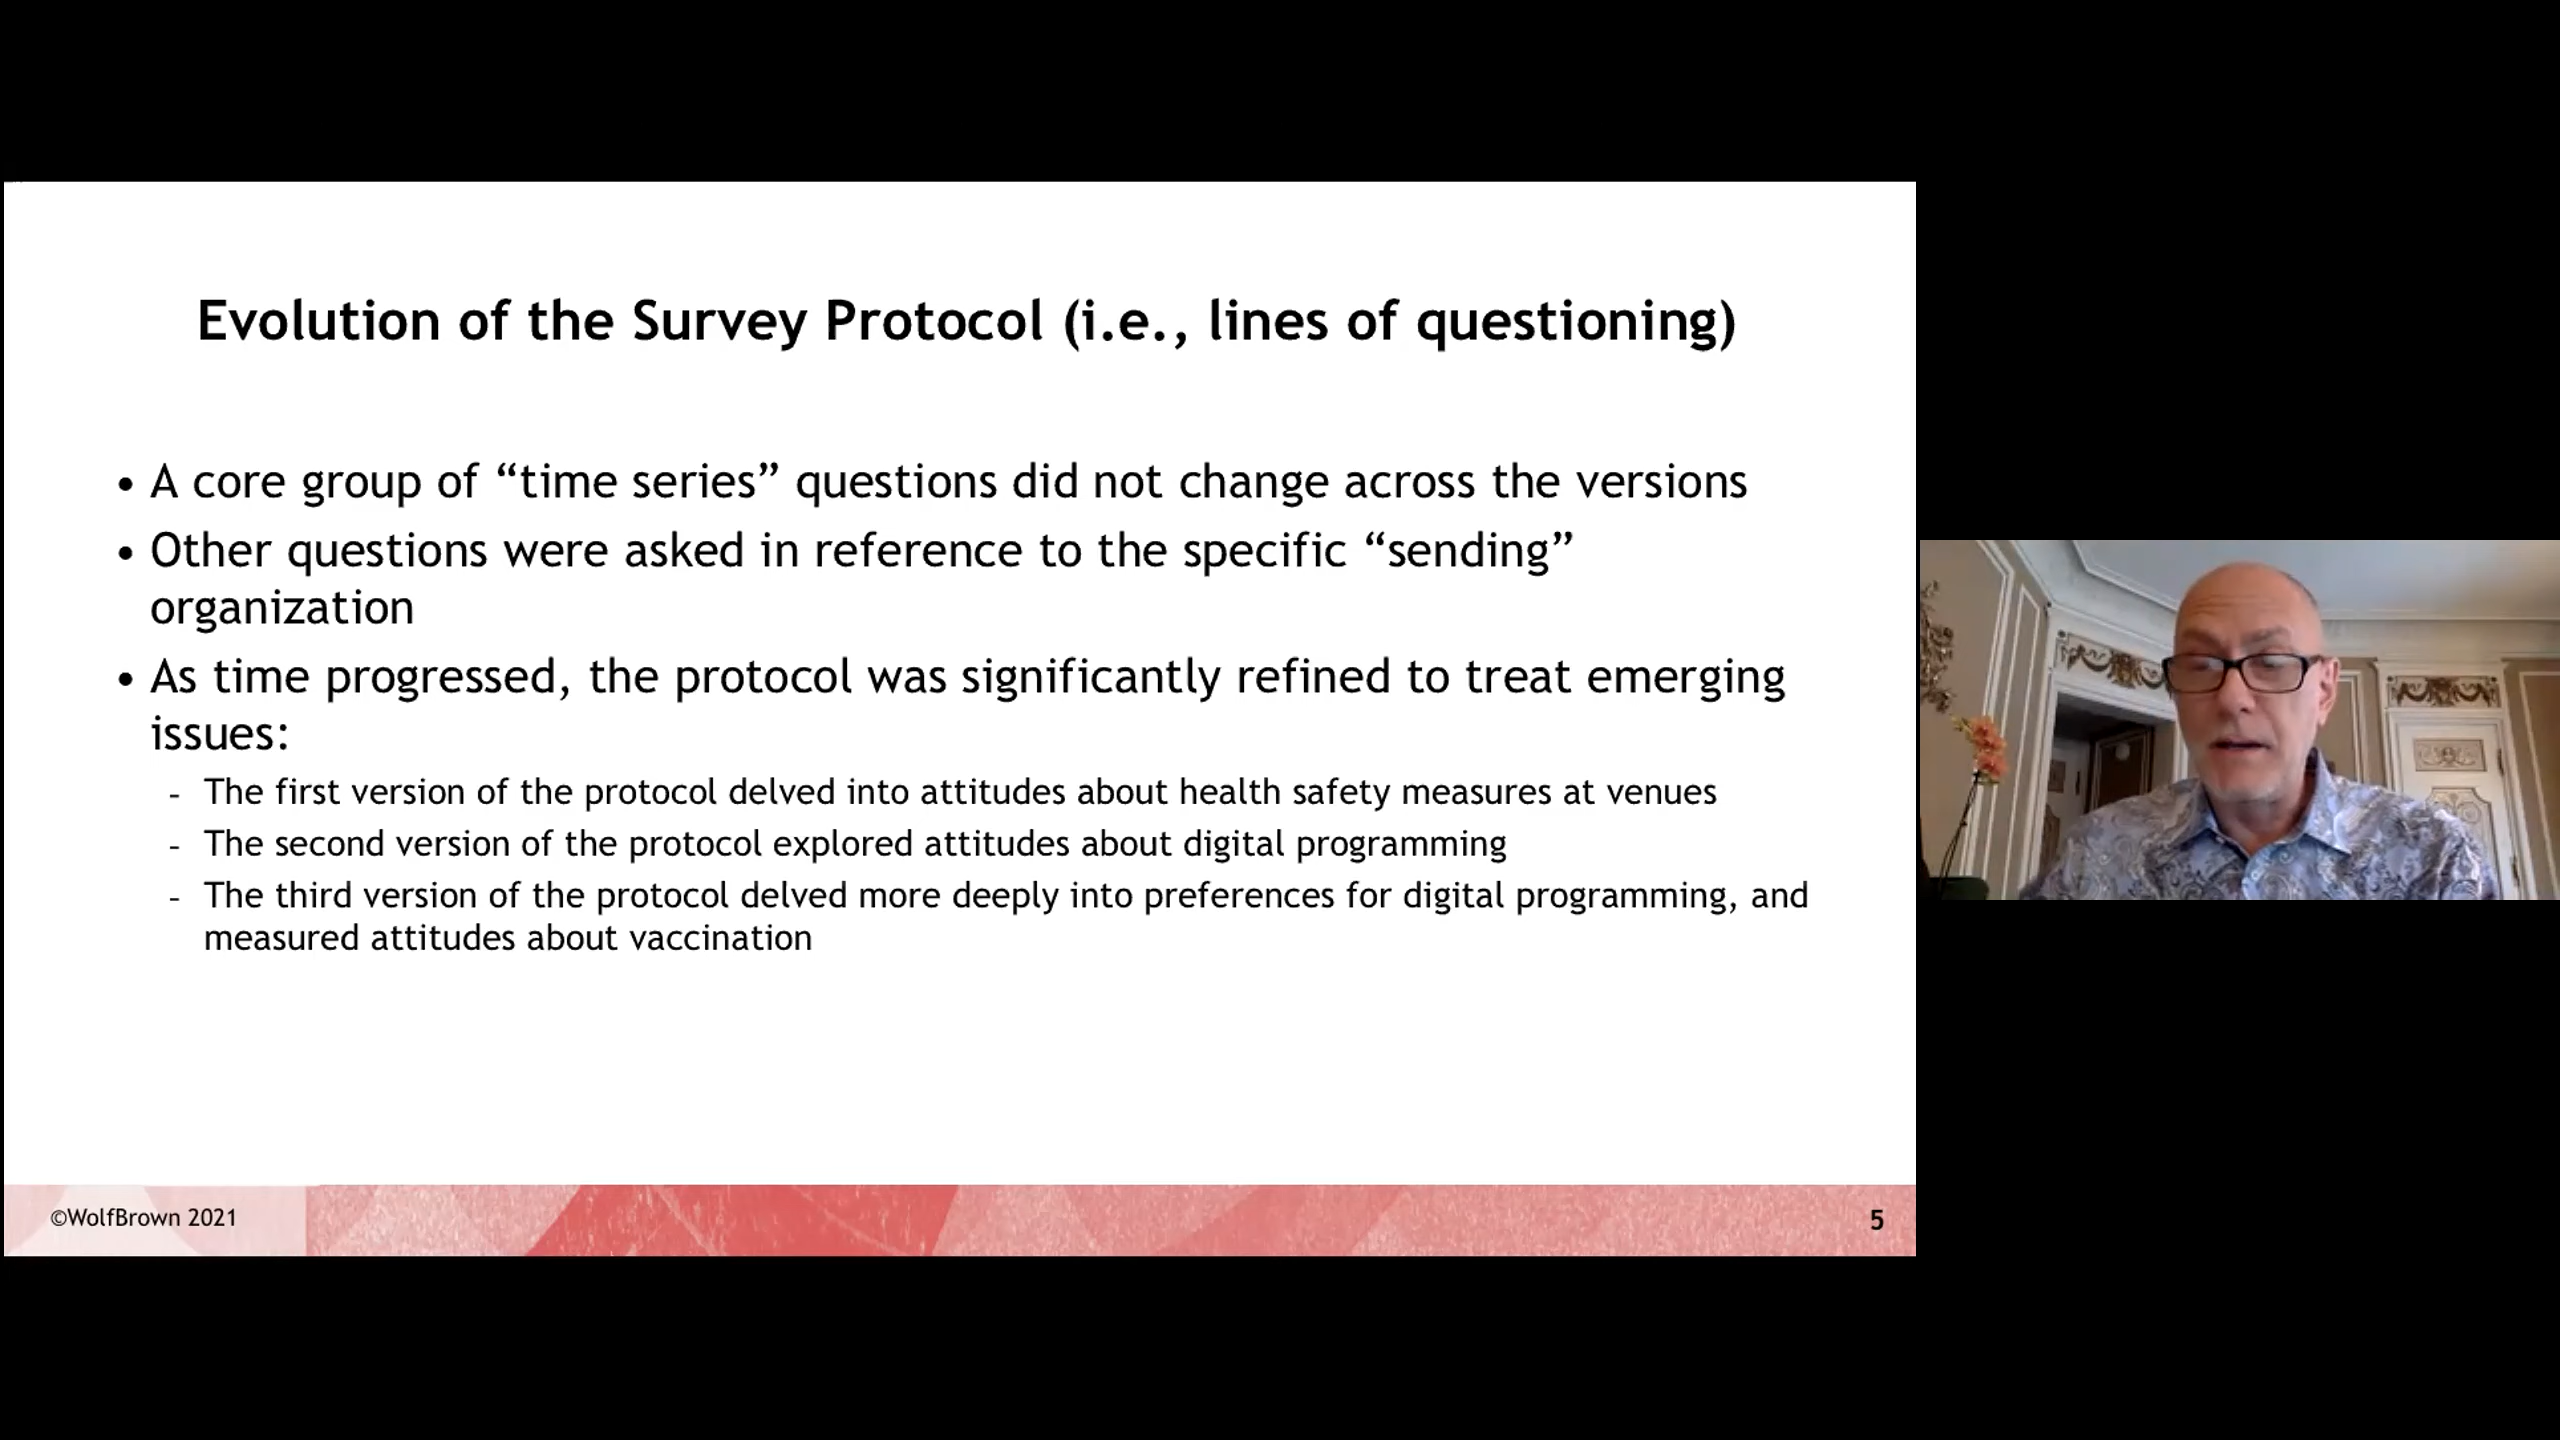 Evolution of the Survey Protocol (i.e., lines of questioning)
• A core group of “time series” questions did not change across the versions
• Other questions were asked in reference to the specific “sending”
organization
• As time progressed, the protocol was significantly refined to treat emerging
issues:
- The first version of the protocol delved into attitudes about health safety measures at venues
- The second version of the protocol explored attitudes about digital programming
- The third version of the protocol delved more deeply into preferences for digital programming, and
measured attitudes about vaccination
©WolfBrown 2021
5